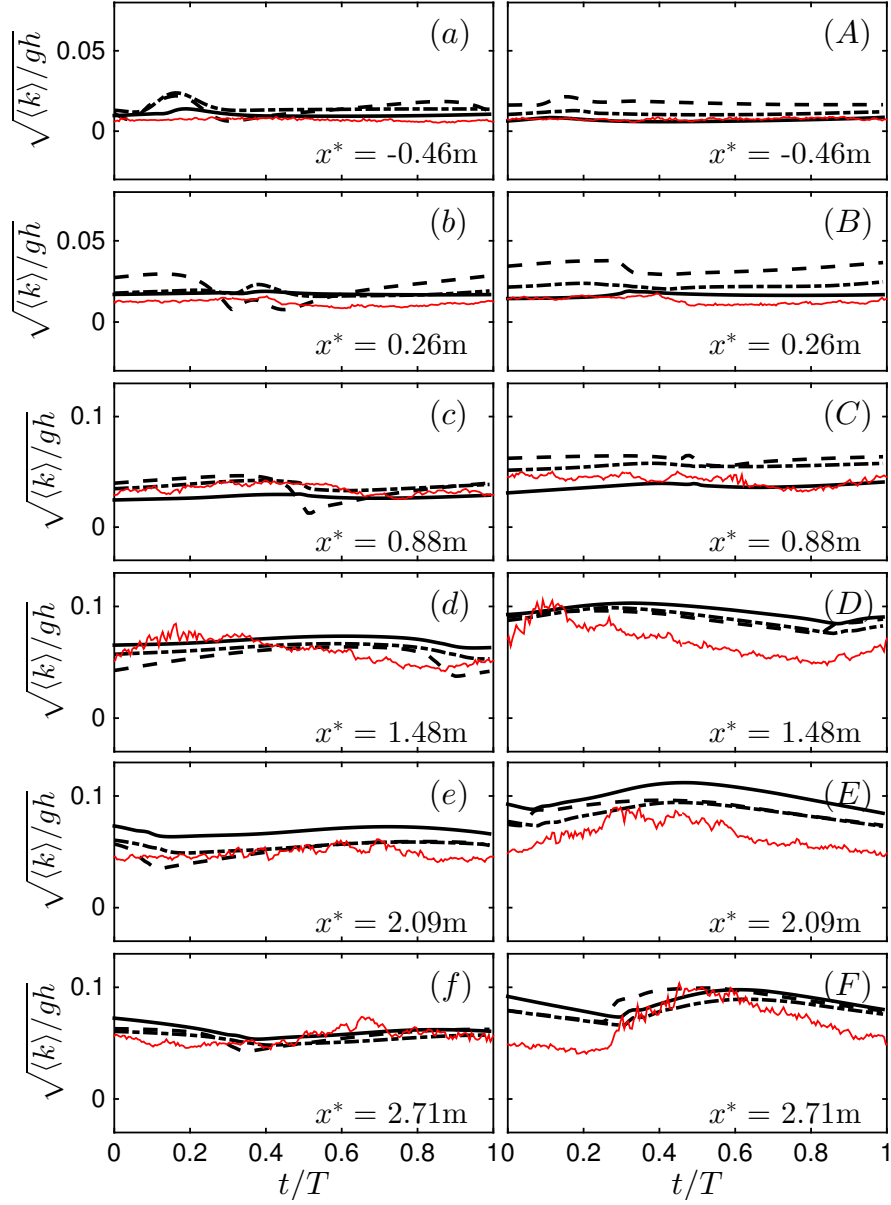 √⟨k⟩/gh 0.05 0 (a) x* = -0.46m (A) x* = -0.46m
√⟨k⟩/gh 0.05 0 (b) x* = 0.26m (B) x* = 0.26m
√⟨k⟩/gh 0.1 0 (c) x* = 0.88m (C) x* = 0.88m
√⟨k⟩/gh 0.1 0 (d) x* = 1.48m (D) x* = 1.48m
√⟨k⟩/gh 0.1 0 (e) x* = 2.09m (E) x* = 2.09m
√⟨k⟩/gh 0.1 0 (f) x* = 2.71m (F) x* = 2.71m
0 0.2 0.4 0.6 0.8 1 0 0.2 0.4 0.6 0.8 1
t/T t/T